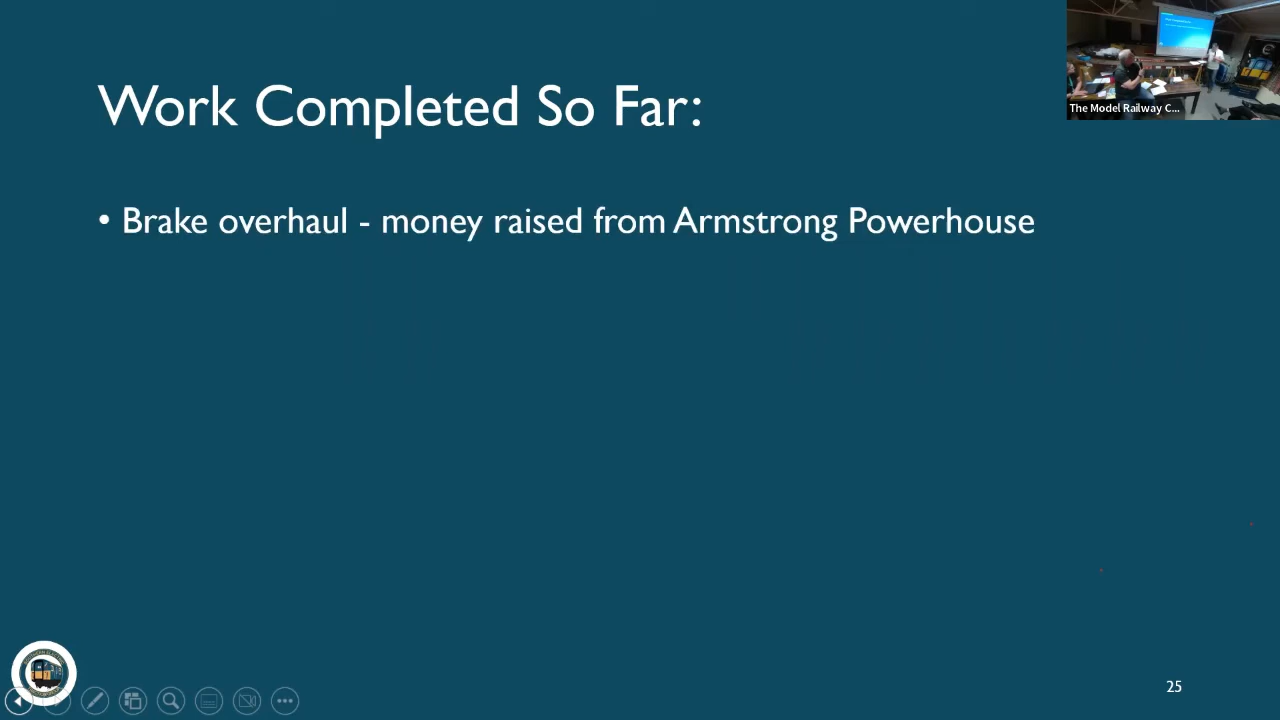 Work Completed So Far:
• Brake overhaul - money raised from Armstrong Powerhouse
The Model Railway C...
25